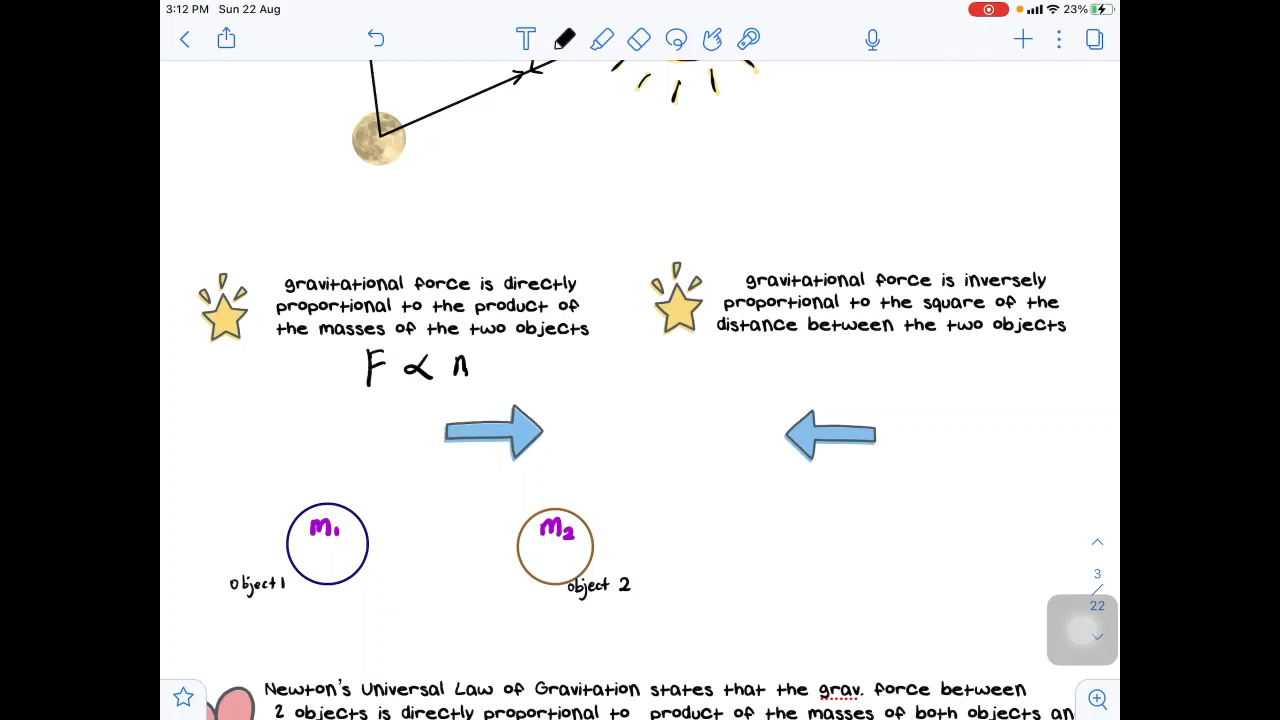 3:12 PM Sun 22 Aug
23%
T
gravitational force is directly
proportional to the product of
the masses of the two objects
F ∝ n
gravitational force is inversely
proportional to the square of the
distance between the two objects
m₁
object 1
m₂
object 2
3
/
22
Newton's Universal Law of Gravitation states that the grav. force between
2 objects is directly proportional to product of the masses of both objects an